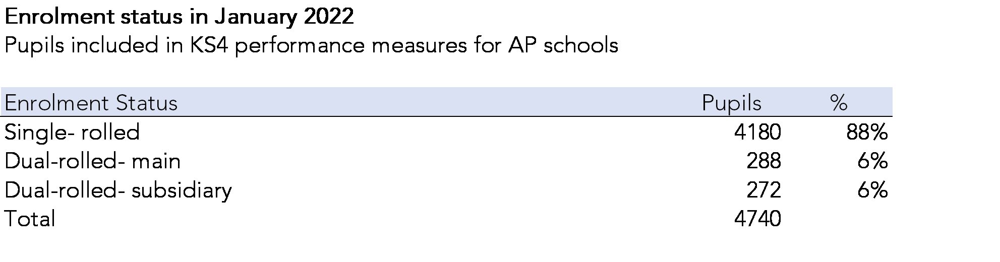 Enrolment status in January 2022
Pupils included in KS4 performance measures for AP schools
Enrolment Status Pupils %
Single- rolled 4180 88%
Dual-rolled- main 288 6%
Dual-rolled- subsidiary 272 6%
Total 4740